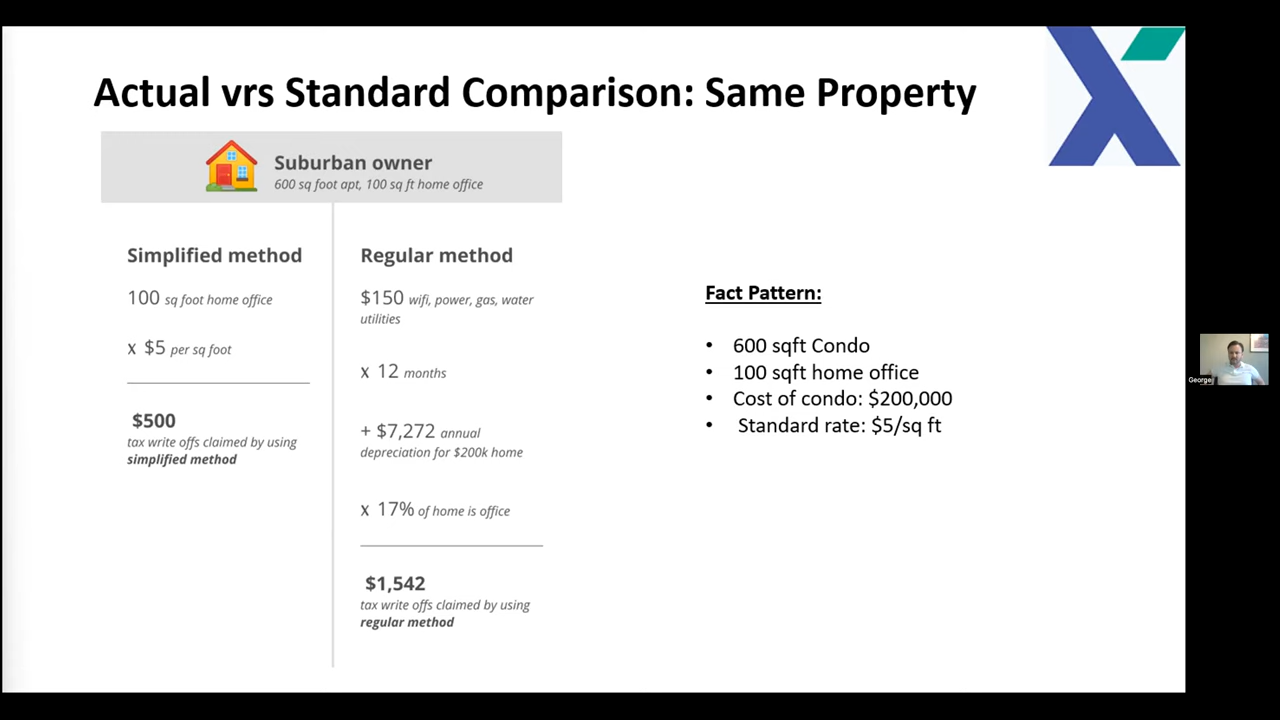 Actual vrs Standard Comparison: Same Property
Suburban owner
600 sq foot apt, 100 sq ft home office
Simplified method
100 sq foot home office
x $5 per sq foot
$500
tax write offs claimed by using
simplified method
Regular method
$150 wifi, power, gas, water
utilities
x 12 months
+ $7,272 annual
depreciation for $200k home
x 17% of home is office
$1,542
tax write offs claimed by using
regular method
Fact Pattern:
• 600 sqft Condo
• 100 sqft home office
• Cost of condo: $200,000
• Standard rate: $5/sq ft
George